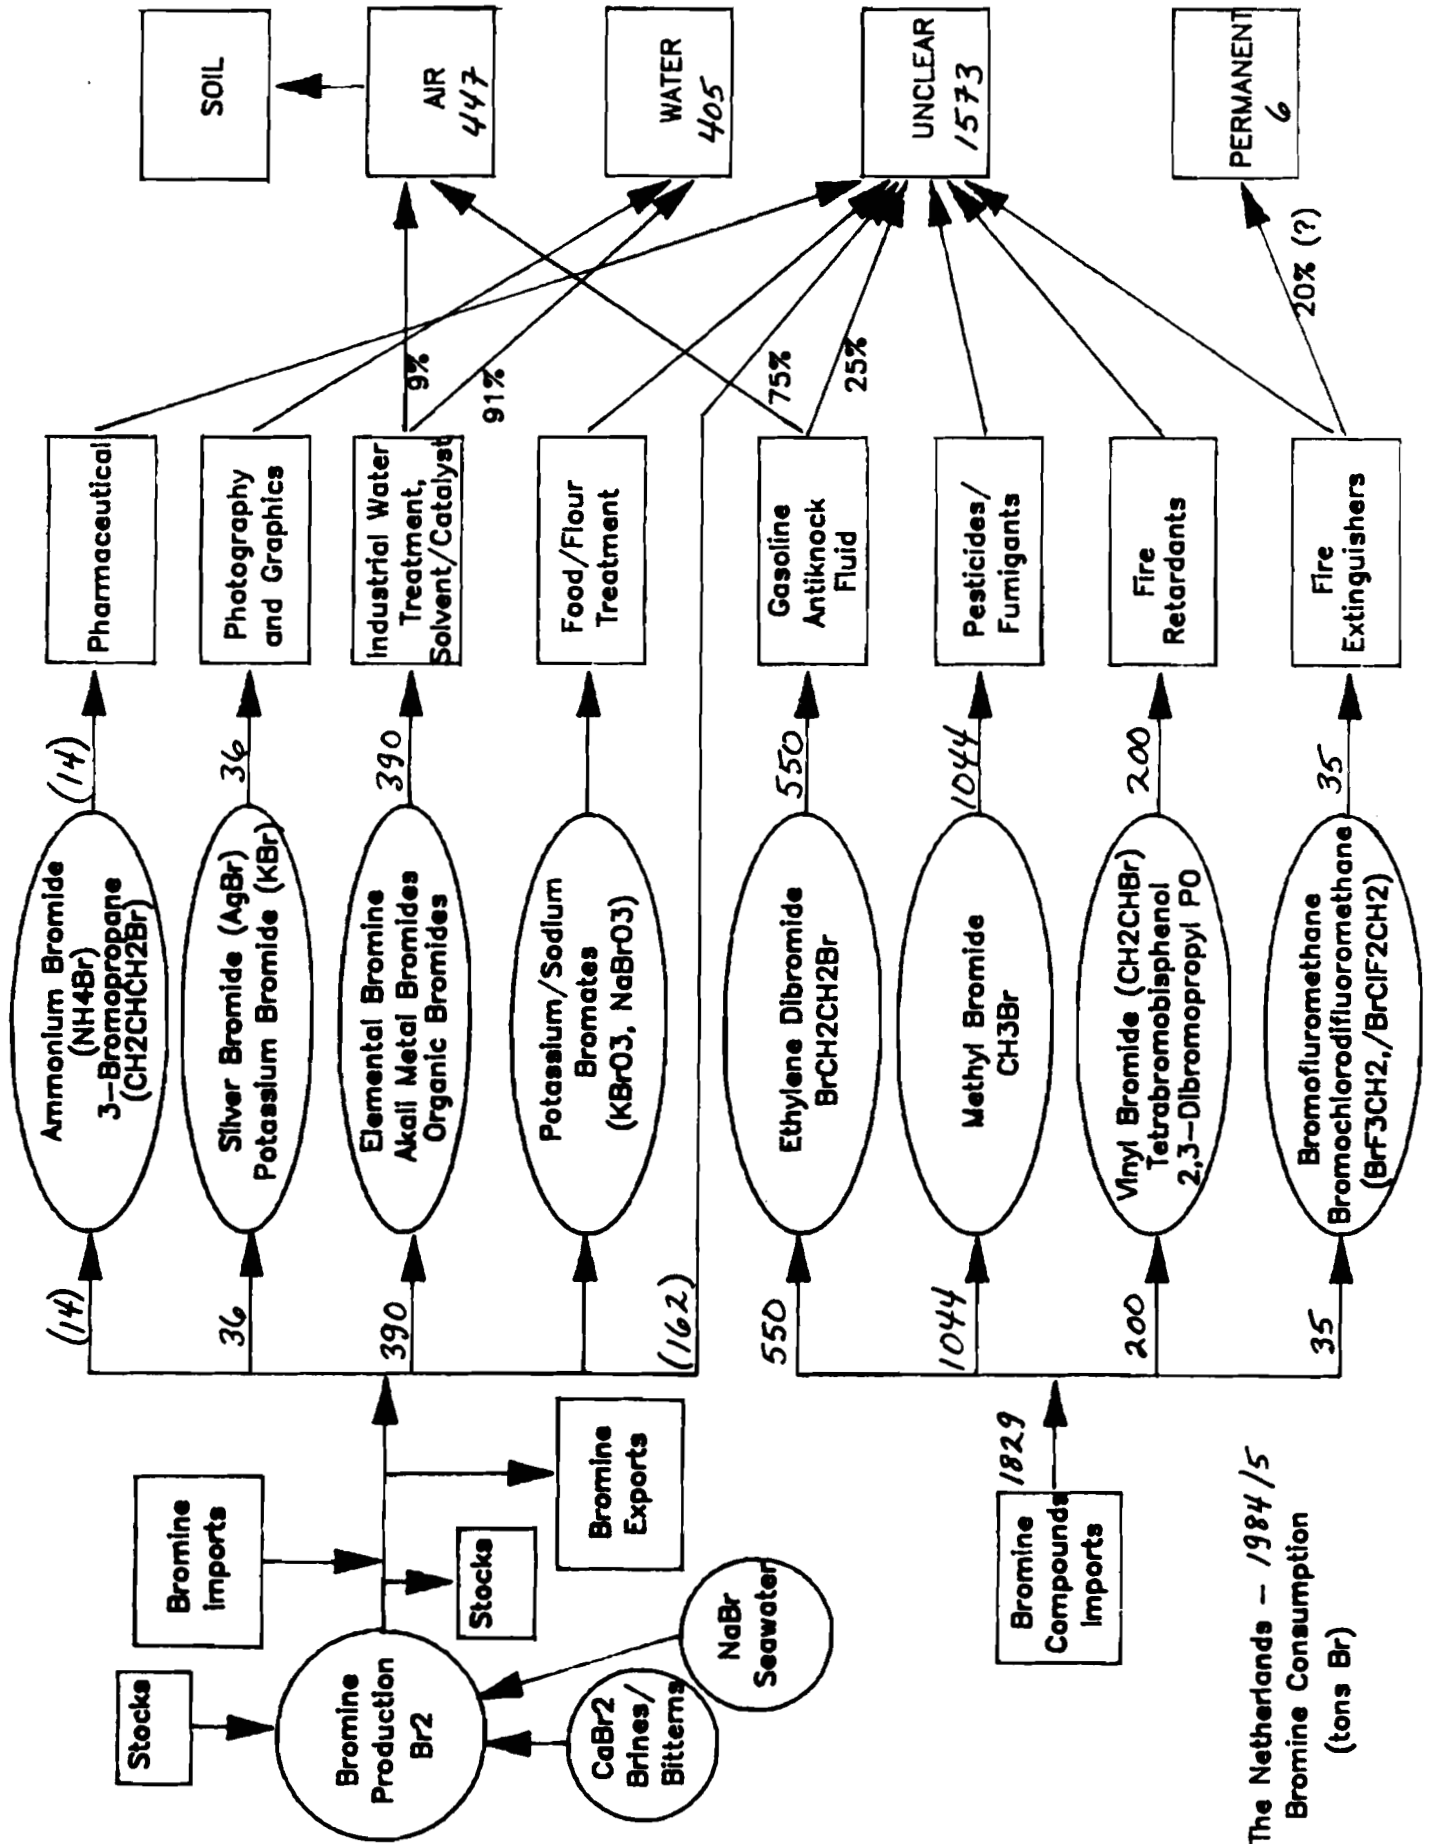 Stocks
Bromine
Production
Br2
CaBr2
Brines/
Bitterns
NaBr
Seawater
Bromine
Imports
Stocks
Bromine
Exports
(14)
36
390
(162)
Ammonium Bromide
(NH4Br)
3-Bromopropane
(CH2CHCH2Br)
Silver Bromide (AgBr)
Potassium Bromide (KBr)
Elemental Bromine
Akali Metal Bromides
Organic Bromides
Potassium/Sodium
Bromates
(KBrO3, NaBrO3)
(14)
36
390
Pharmaceutical
Photography
and Graphics
Industrial Water
Treatment,
Solvent/Catalyst
Food/Flour
Treatment
9%
91%
SOIL
AIR
447
WATER
405
UNCLEAR
1573
PERMANENT
6
Bromine
Compounds
Imports
1829
550
1044
200
35
Ethylene Dibromide
BrCH2CH2Br
Methyl Bromide
CH3Br
Vinyl Bromide (CH2CHBr)
Tetrabromobisphenol
2,3-Dibromopropyl PO
Bromofluromethane
Bromochlorodifluoromethane
(BrF3CH2,/BrClF2CH2)
550
1044
200
35
Gasoline
Antiknock
Fluid
Pesticides/
Fumigants
Fire
Retardants
Fire
Extinguishers
75%
25%
20% (?)
The Netherlands - 1984/5
Bromine Consumption
(tons Br)